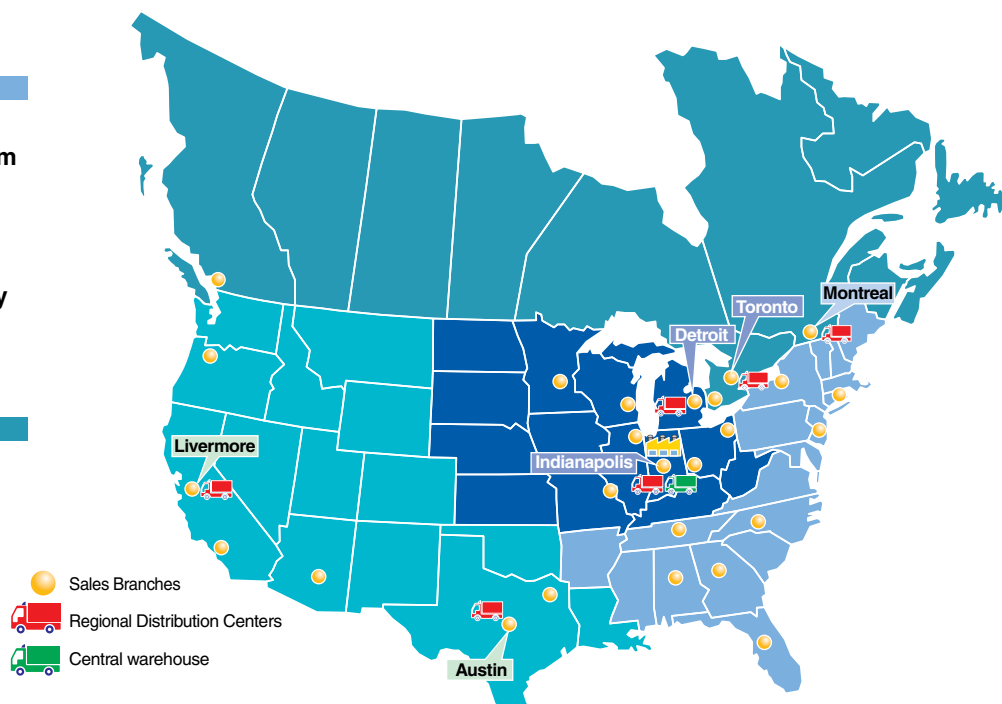 m
y
Montreal
Toronto
Detroit
Livermore
Indianapolis
Sales Branches
Regional Distribution Centers
Central warehouse
Austin